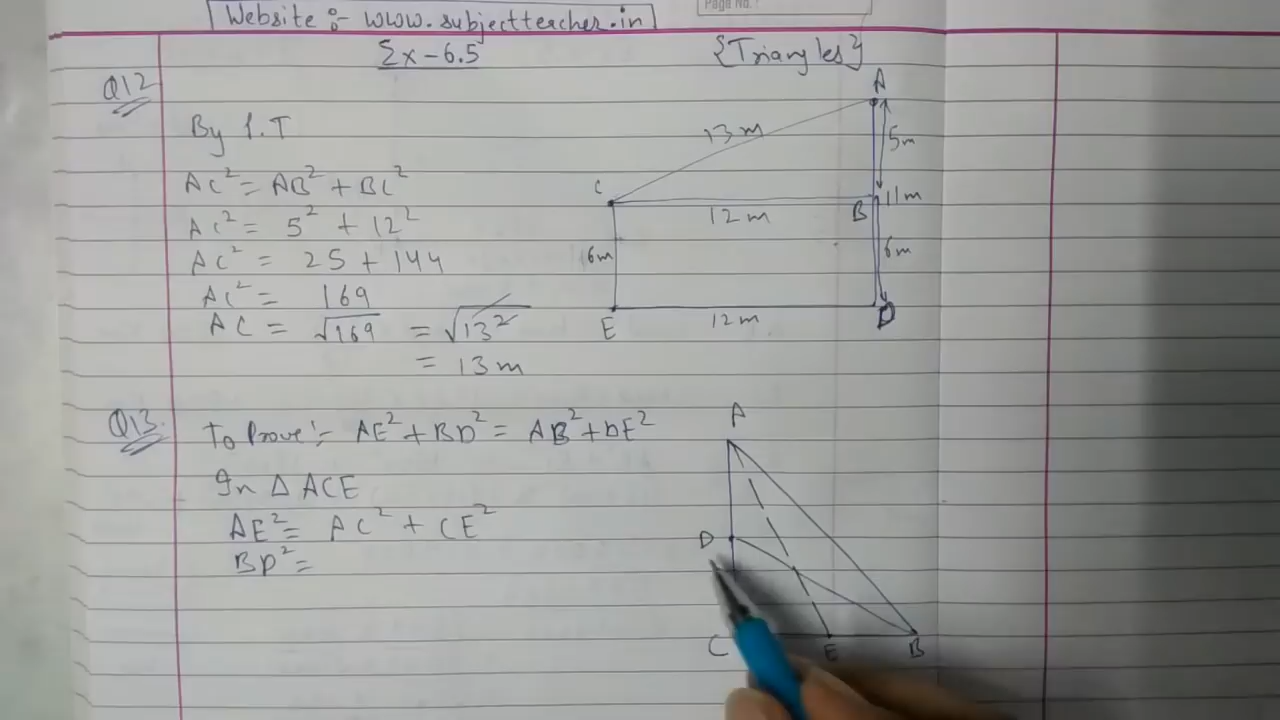 Website :- www.subjectteacher.in
Page No.:
Ex-6.5
{Triangles}
Q12
By P.T
AC² = AB² + BC²
AC² = 5² + 12²
AC² = 25 + 144
AC² = 169
AC = √169 = √13²
= 13 m
A
13 m
5m
C
12 m
B
11m
6m
6m
E
12 m
D
Q13.
To Prove:- AE² + BD² = AB² + DE²
In Δ ACE
AE² = AC² + CE²
BD² =
A
D
C
E
B